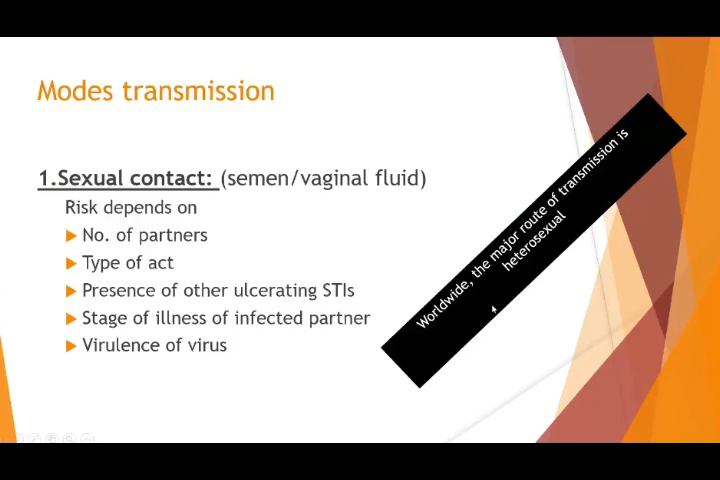 Modes transmission
1.Sexual contact: (semen/vaginal fluid)
Risk depends on
No. of partners
Type of act
Presence of other ulcerating STIs
Stage of illness of infected partner
Virulence of virus
Worldwide, the major route of transmission is
heterosexual